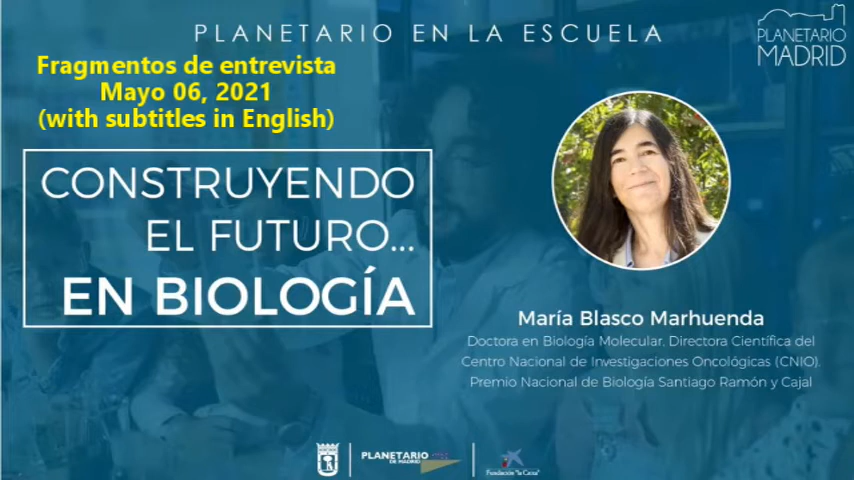 PLANETARIO EN LA ESCUELA
PLANETARIO
MADRID
Fragmentos de entrevista
Mayo 06, 2021
(with subtitles in English)
CONSTRUYENDO
EL FUTURO...
EN BIOLOGÍA
María Blasco Marhuenda
Doctora en Biología Molecular. Directora Científica del
Centro Nacional de Investigaciones Oncológicas (CNIO).
Premio Nacional de Biología Santiago Ramón y Cajal
PLANETARIO
DE MADRID
Fundación "la Caixa"